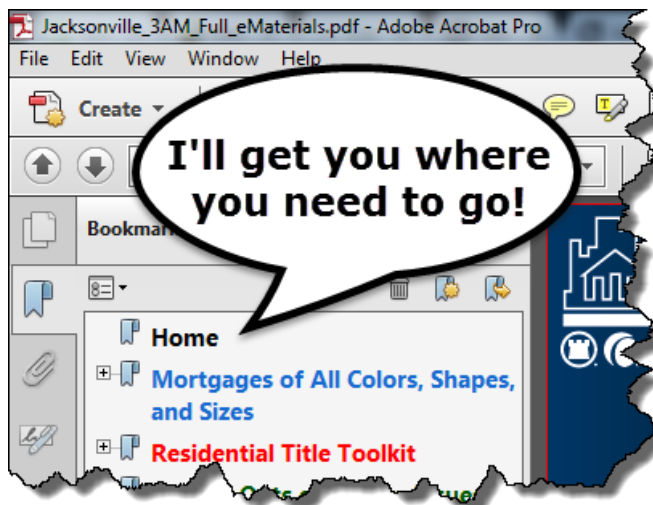 Jacksonville_3AM_Full_eMaterials.pdf - Adobe Acrobat Pro
File Edit View Window Help
Create
I'll get you where
you need to go!
Home
Mortgages of All Colors, Shapes,
and Sizes
Residential Title Toolkit